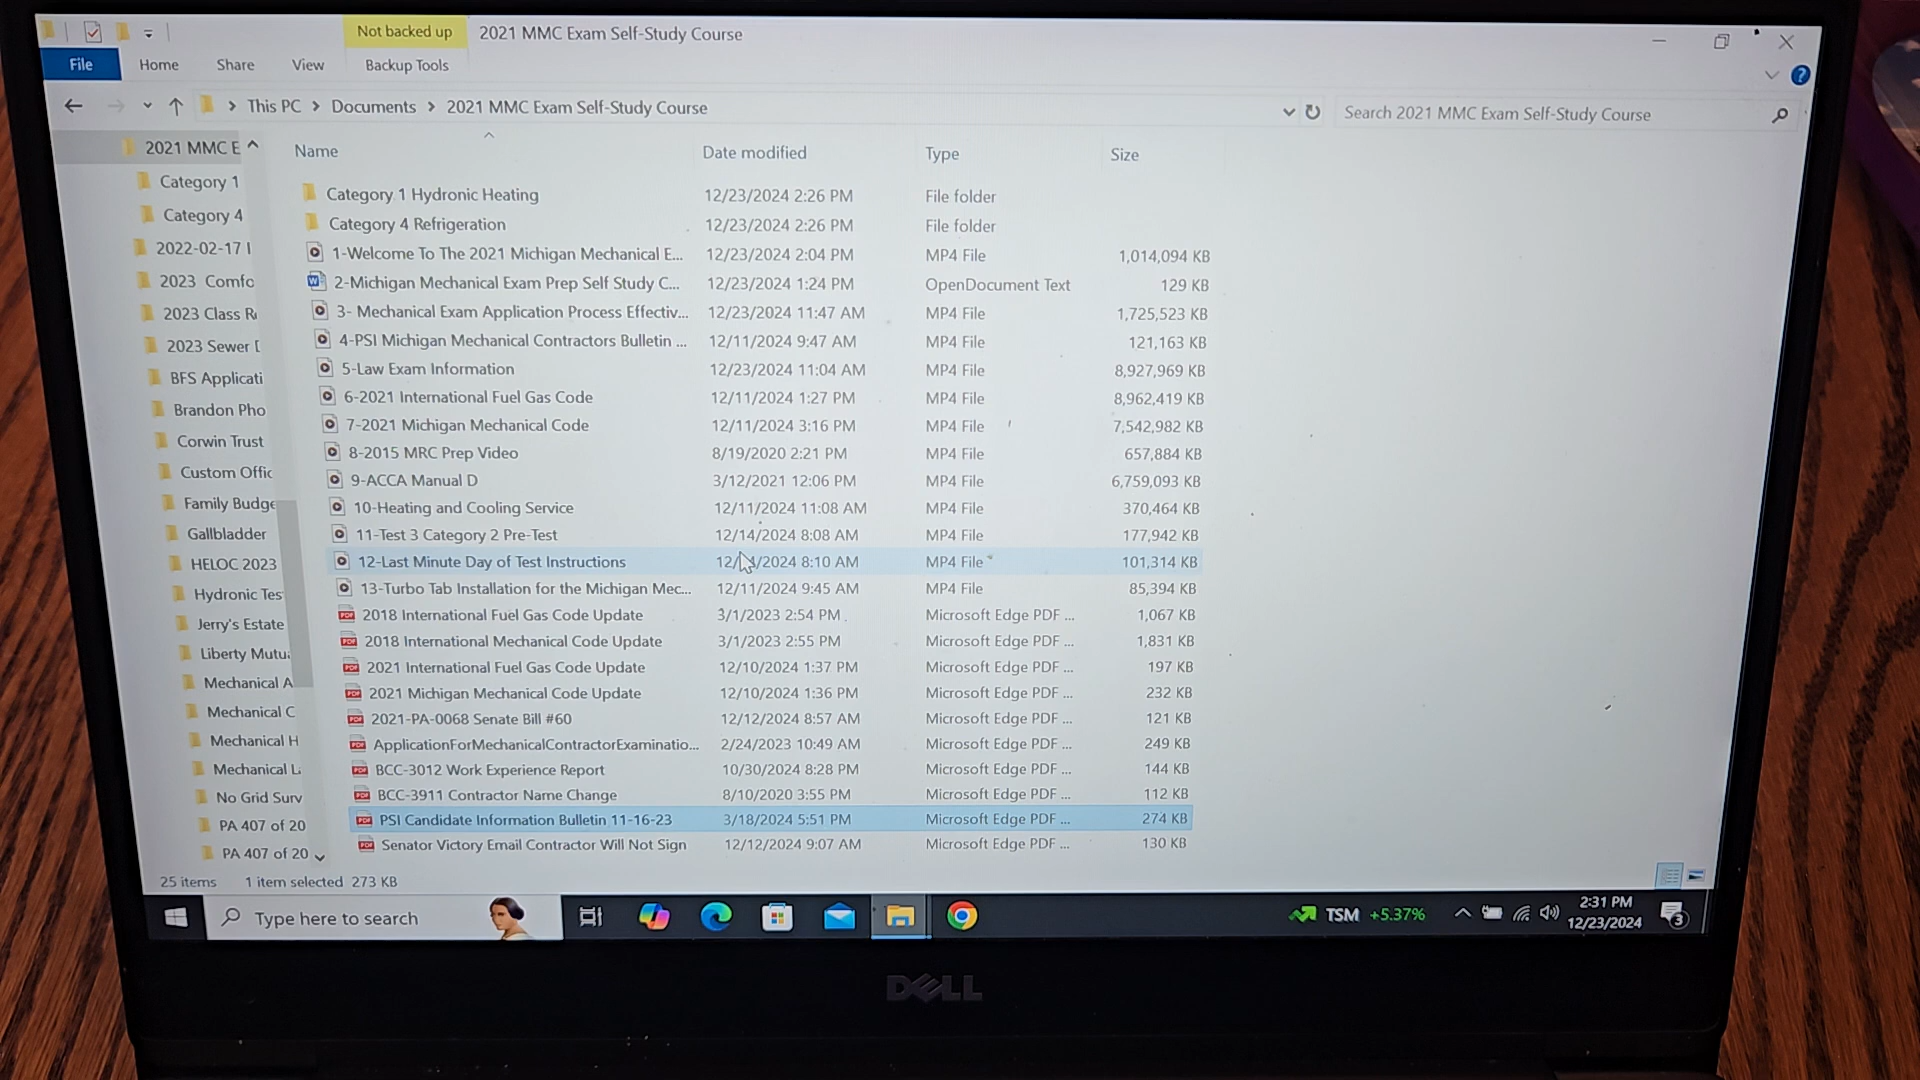 Not backed up 2021 MMC Exam Self-Study Course
File Home Share View Backup Tools
This PC > Documents > 2021 MMC Exam Self-Study Course Search 2021 MMC Exam Self-Study Course
2021 MMC E
Category 1
Category 4
2022-02-17
2023 Comfo
2023 Class R
2023 Sewer
BFS Applicati
Brandon Pho
Corwin Trust
Custom Offic
Family Budge
Gallbladder
HELOC 2023
Hydronic Tes
Jerry's Estate
Liberty Mutu
Mechanical A
Mechanical C
Mechanical H
Mechanical L
No Grid Surv
PA 407 of 20
PA 407 of 20
Name Date modified Type Size
Category 1 Hydronic Heating 12/23/2024 2:26 PM File folder
Category 4 Refrigeration 12/23/2024 2:26 PM File folder
1-Welcome To The 2021 Michigan Mechanical E... 12/23/2024 2:04 PM MP4 File 1,014,094 KB
2-Michigan Mechanical Exam Prep Self Study C... 12/23/2024 1:24 PM OpenDocument Text 129 KB
3- Mechanical Exam Application Process Effectiv... 12/23/2024 11:47 AM MP4 File 1,725,523 KB
4-PSI Michigan Mechanical Contractors Bulletin ... 12/11/2024 9:47 AM MP4 File 121,163 KB
5-Law Exam Information 12/23/2024 11:04 AM MP4 File 8,927,969 KB
6-2021 International Fuel Gas Code 12/11/2024 1:27 PM MP4 File 8,962,419 KB
7-2021 Michigan Mechanical Code 12/11/2024 3:16 PM MP4 File 7,542,982 KB
8-2015 MRC Prep Video 8/19/2020 2:21 PM MP4 File 657,884 KB
9-ACCA Manual D 3/12/2021 12:06 PM MP4 File 6,759,093 KB
10-Heating and Cooling Service 12/11/2024 11:08 AM MP4 File 370,464 KB
11-Test 3 Category 2 Pre-Test 12/14/2024 8:08 AM MP4 File 177,942 KB
12-Last Minute Day of Test Instructions 8:10 AM MP4 File 101,314 KB
13-Turbo Tab Installation for the Michigan Mec... 12/11/2024 9:45 AM MP4 File 85,394 KB
2018 International Fuel Gas Code Update 3/1/2023 2:54 PM Microsoft Edge PDF ... 1,067 KB
2018 International Mechanical Code Update 3/1/2023 2:55 PM Microsoft Edge PDF ... 1,831 KB
2021 International Fuel Gas Code Update 12/10/2024 1:37 PM Microsoft Edge PDF ... 197 KB
2021 Michigan Mechanical Code Update 12/10/2024 1:36 PM Microsoft Edge PDF ... 232 KB
2021-PA-0068 Senate Bill #60 12/12/2024 8:57 AM Microsoft Edge PDF ... 121 KB
ApplicationForMechanicalContractorExaminatio... 2/24/2023 10:49 AM Microsoft Edge PDF ... 249 KB
BCC-3012 Work Experience Report 10/30/2024 8:28 PM Microsoft Edge PDF ... 144 KB
BCC-3911 Contractor Name Change 8/10/2020 3:55 PM Microsoft Edge PDF ... 112 KB
PSI Candidate Information Bulletin 11-16-23 3/18/2024 5:51 PM Microsoft Edge PDF ... 274 KB
Senator Victory Email Contractor Will Not Sign 12/12/2024 9:07 AM Microsoft Edge PDF ... 130 KB
25 items 1 item selected 273 KB
Type here to search TSM +5.37% 2:31 PM
12/23/2024 3
DELL